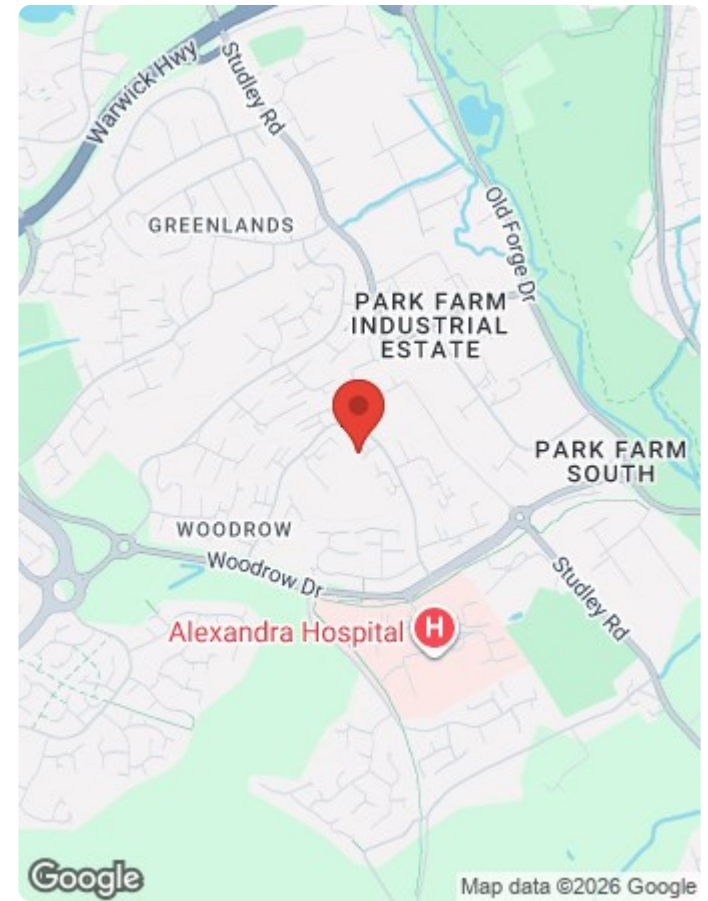 Warwick Hwy
Studley Rd
GREENLANDS
Old Forge Dr
PARK FARM
INDUSTRIAL
ESTATE
PARK FARM
SOUTH
WOODROW
Woodrow Dr
Studley Rd
Alexandra Hospital
H
Google
Map data ©2026 Google